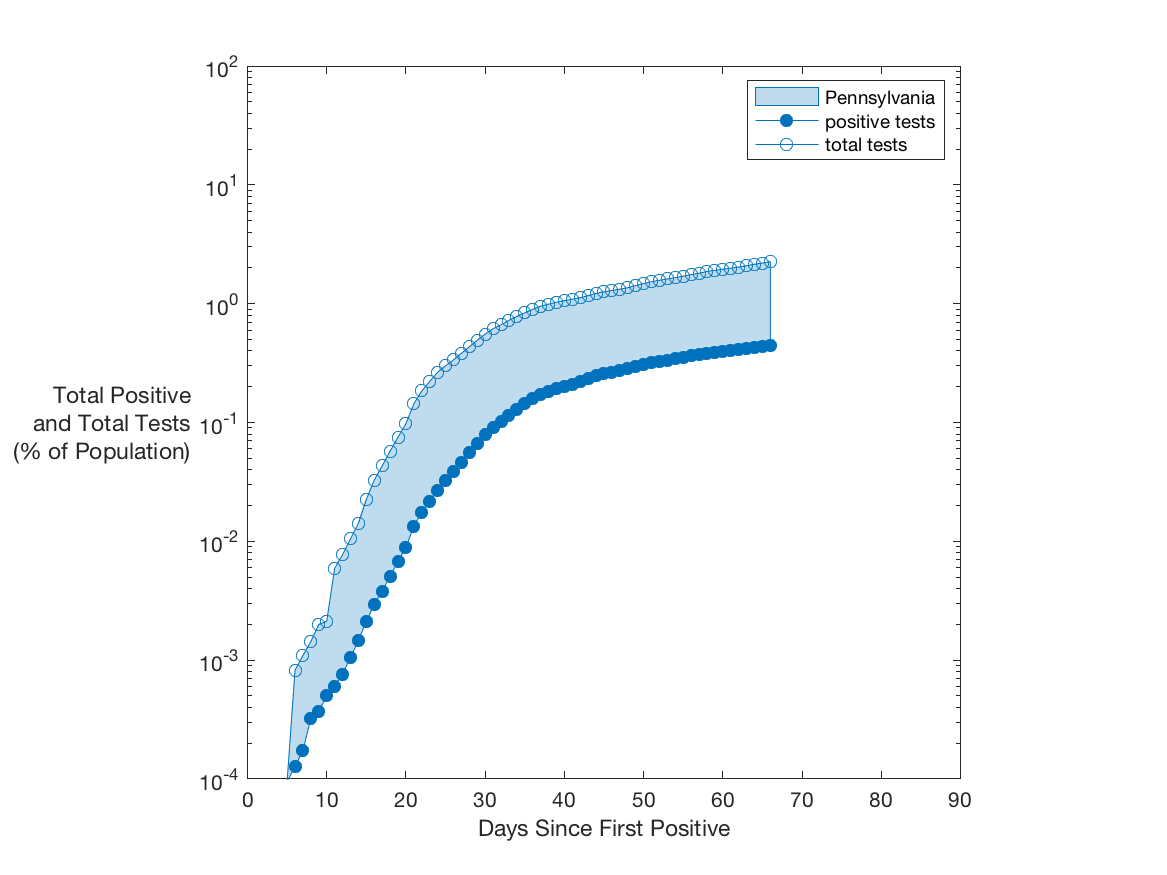 10^2
10^1
10^0
10^-1
10^-2
10^-3
10^-4
Total Positive
and Total Tests
(% of Population)
Pennsylvania
positive tests
total tests
0 10 20 30 40 50 60 70 80 90
Days Since First Positive